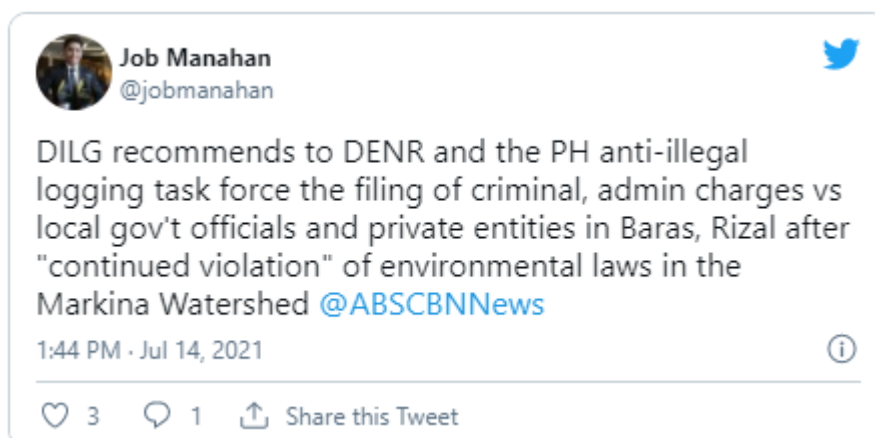 Job Manahan
@jobmanahan
DILG recommends to DENR and the PH anti-illegal
logging task force the filing of criminal, admin charges vs
local gov't officials and private entities in Baras, Rizal after
"continued violation" of environmental laws in the
Markina Watershed @ABSCBNNews
1:44 PM · Jul 14, 2021
3 1 Share this Tweet